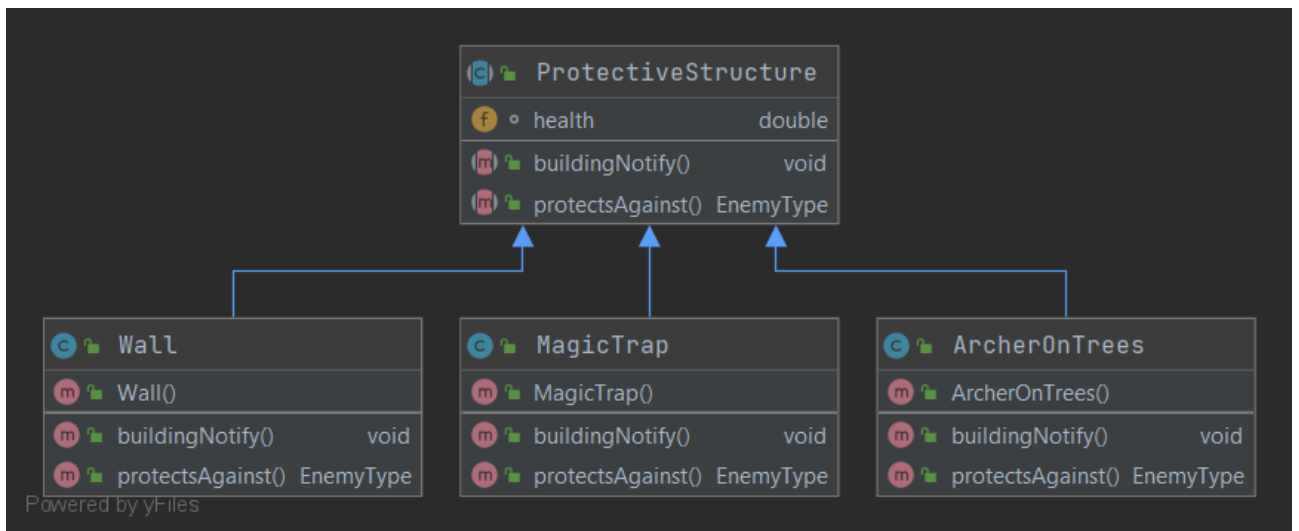 ProtectiveStructure
f health double
m buildingNotify() void
m protectsAgainst() EnemyType
C Wall
m Wall()
m buildingNotify() void
m protectsAgainst() EnemyType
C MagicTrap
m MagicTrap()
m buildingNotify() void
m protectsAgainst() EnemyType
C ArcherOnTrees
m ArcherOnTrees()
m buildingNotify() void
m protectsAgainst() EnemyType
Powered by yFiles